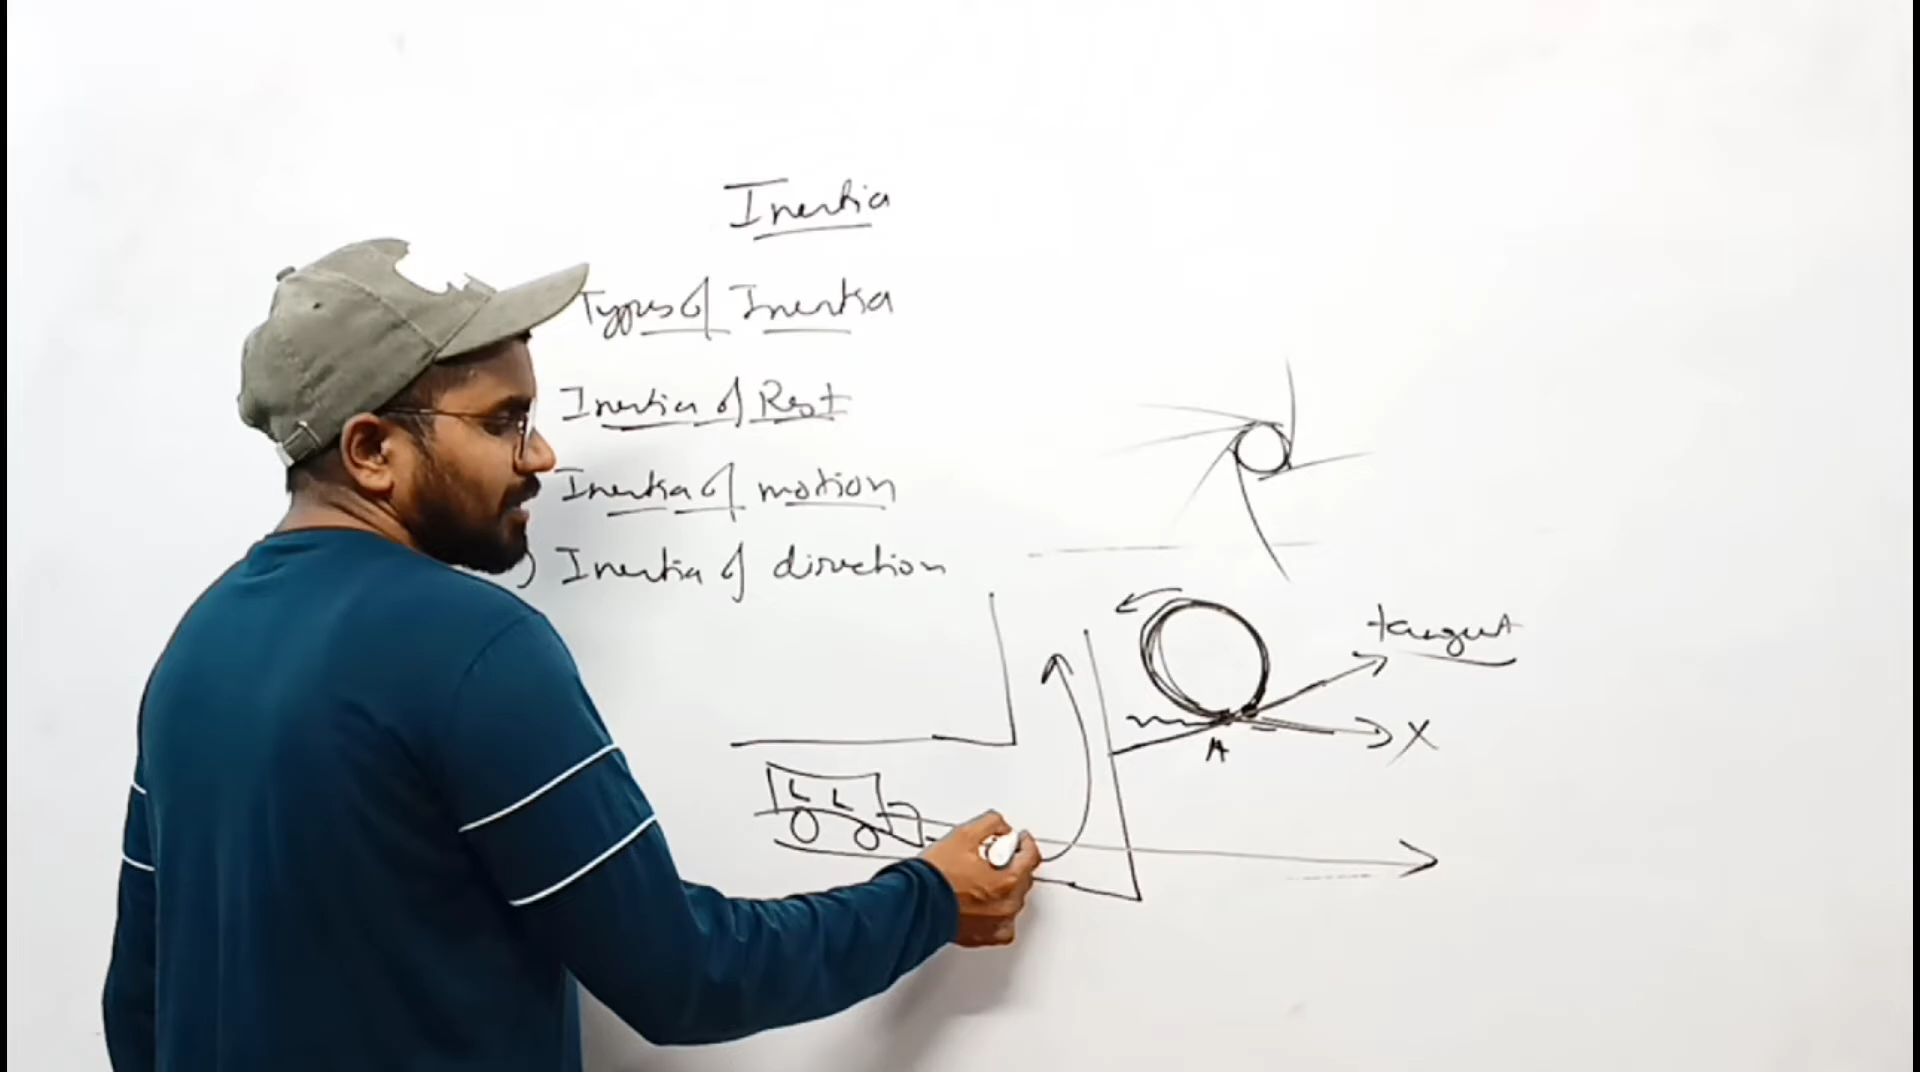 Inertia
Types of Inertia
Inertia of Rest
Inertia of motion
) Inertia of direction
tangent
X
A